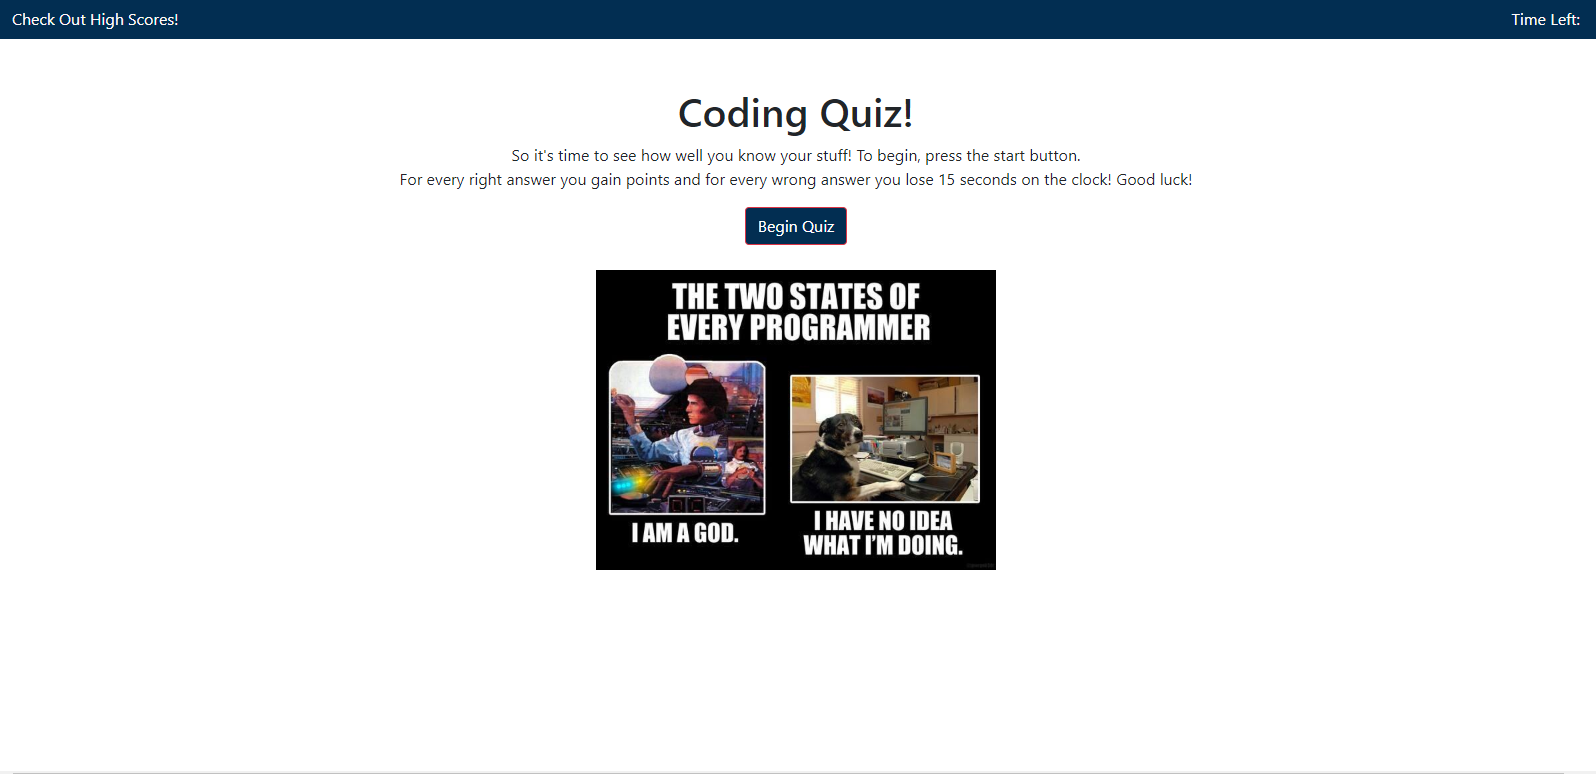 Check Out High Scores!
Time Left:
Coding Quiz!
So it's time to see how well you know your stuff! To begin, press the start button.
For every right answer you gain points and for every wrong answer you lose 15 seconds on the clock! Good luck!
Begin Quiz
THE TWO STATES OF
EVERY PROGRAMMER
I AM A GOD.
I HAVE NO IDEA
WHAT I'M DOING.